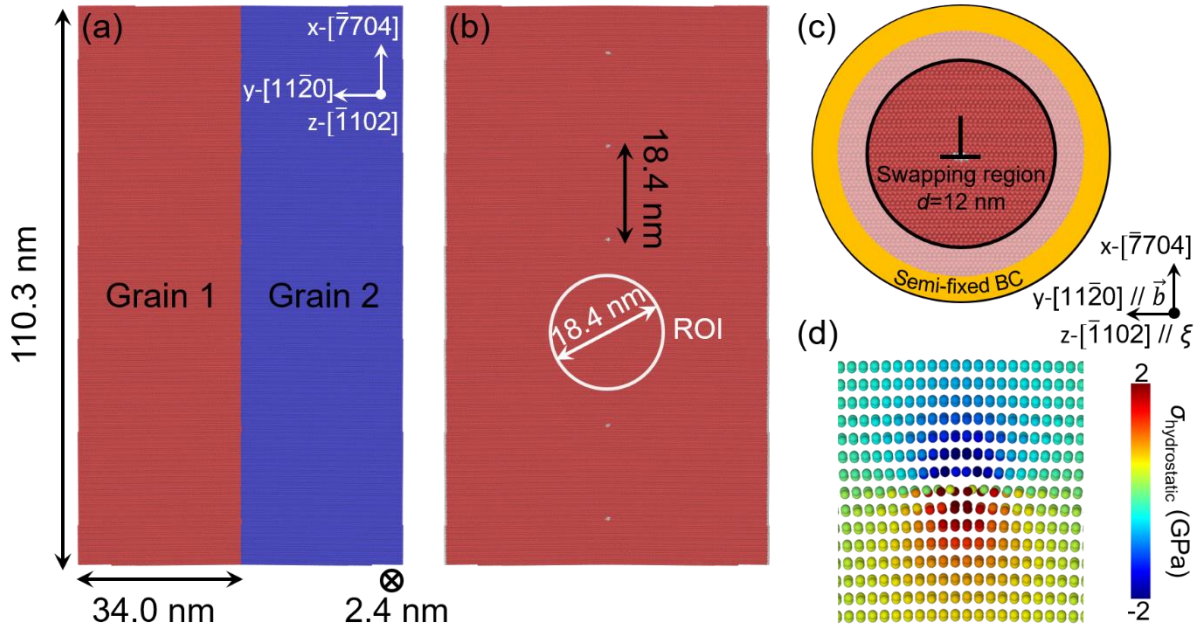 (a)
x-[7̅704]
y-[112̅0]
z-[1̅102]
110.3 nm
Grain 1
Grain 2
34.0 nm
2.4 nm
(b)
18.4 nm
18.4 nm
ROI
(c)
Swapping region
d=12 nm
Semi-fixed BC
x-[7̅704]
y-[112̅0] // b⃗
z-[1̅102] // ξ
(d)
2
σhydrostatic (GPa)
-2